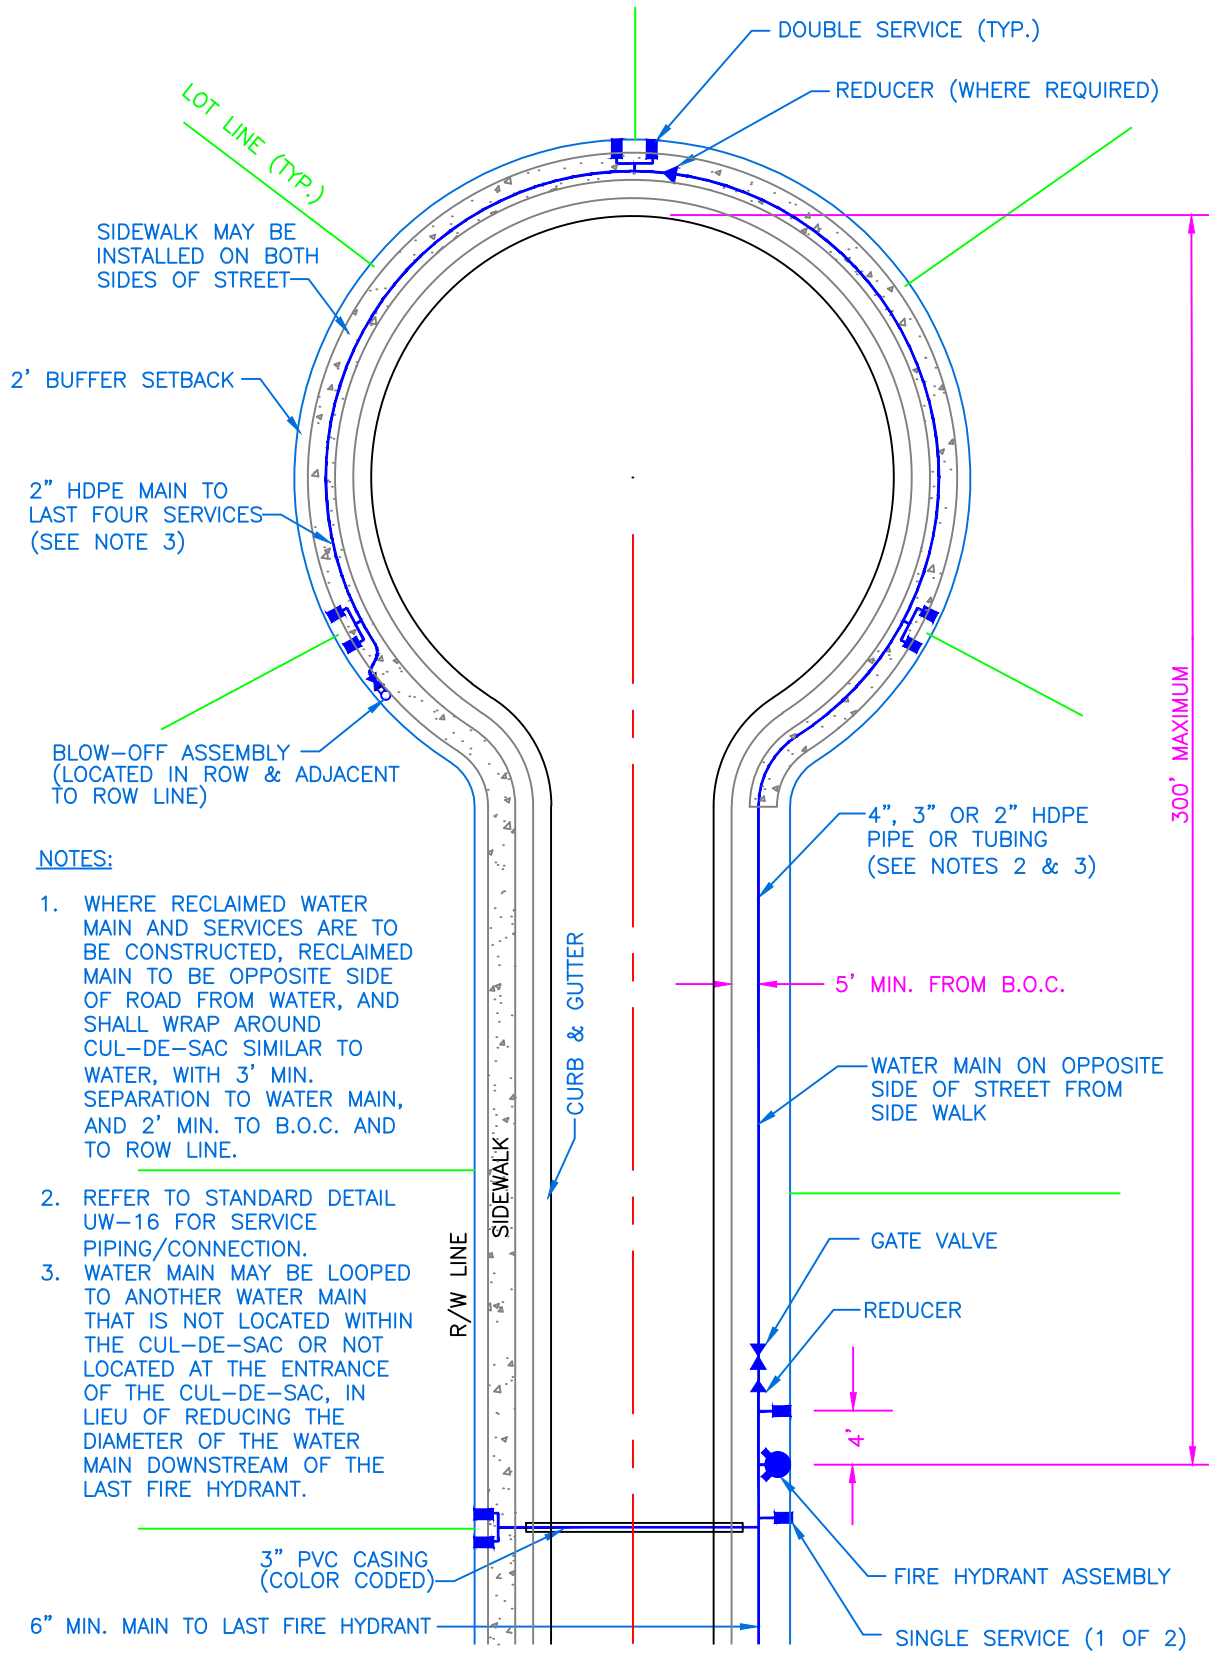 DOUBLE SERVICE (TYP.)
REDUCER (WHERE REQUIRED)
LOT LINE (TYP.)
SIDEWALK MAY BE
INSTALLED ON BOTH
SIDES OF STREET
2' BUFFER SETBACK
2" HDPE MAIN TO
LAST FOUR SERVICES
(SEE NOTE 3)
BLOW-OFF ASSEMBLY
(LOCATED IN ROW & ADJACENT
TO ROW LINE)
300' MAXIMUM
4", 3" OR 2" HDPE
PIPE OR TUBING
(SEE NOTES 2 & 3)
NOTES:
1. WHERE RECLAIMED WATER
MAIN AND SERVICES ARE TO
BE CONSTRUCTED, RECLAIMED
MAIN TO BE OPPOSITE SIDE
OF ROAD FROM WATER, AND
SHALL WRAP AROUND
CUL-DE-SAC SIMILAR TO
WATER, WITH 3' MIN.
SEPARATION TO WATER MAIN,
AND 2' MIN. TO B.O.C. AND
TO ROW LINE.
2. REFER TO STANDARD DETAIL
UW-16 FOR SERVICE
PIPING/CONNECTION.
3. WATER MAIN MAY BE LOOPED
TO ANOTHER WATER MAIN
THAT IS NOT LOCATED WITHIN
THE CUL-DE-SAC OR NOT
LOCATED AT THE ENTRANCE
OF THE CUL-DE-SAC, IN
LIEU OF REDUCING THE
DIAMETER OF THE WATER
MAIN DOWNSTREAM OF THE
LAST FIRE HYDRANT.
CURB & GUTTER
SIDEWALK
R/W LINE
5' MIN. FROM B.O.C.
WATER MAIN ON OPPOSITE
SIDE OF STREET FROM
SIDE WALK
GATE VALVE
REDUCER
4'
3" PVC CASING
(COLOR CODED)
FIRE HYDRANT ASSEMBLY
6" MIN. MAIN TO LAST FIRE HYDRANT
SINGLE SERVICE (1 OF 2)